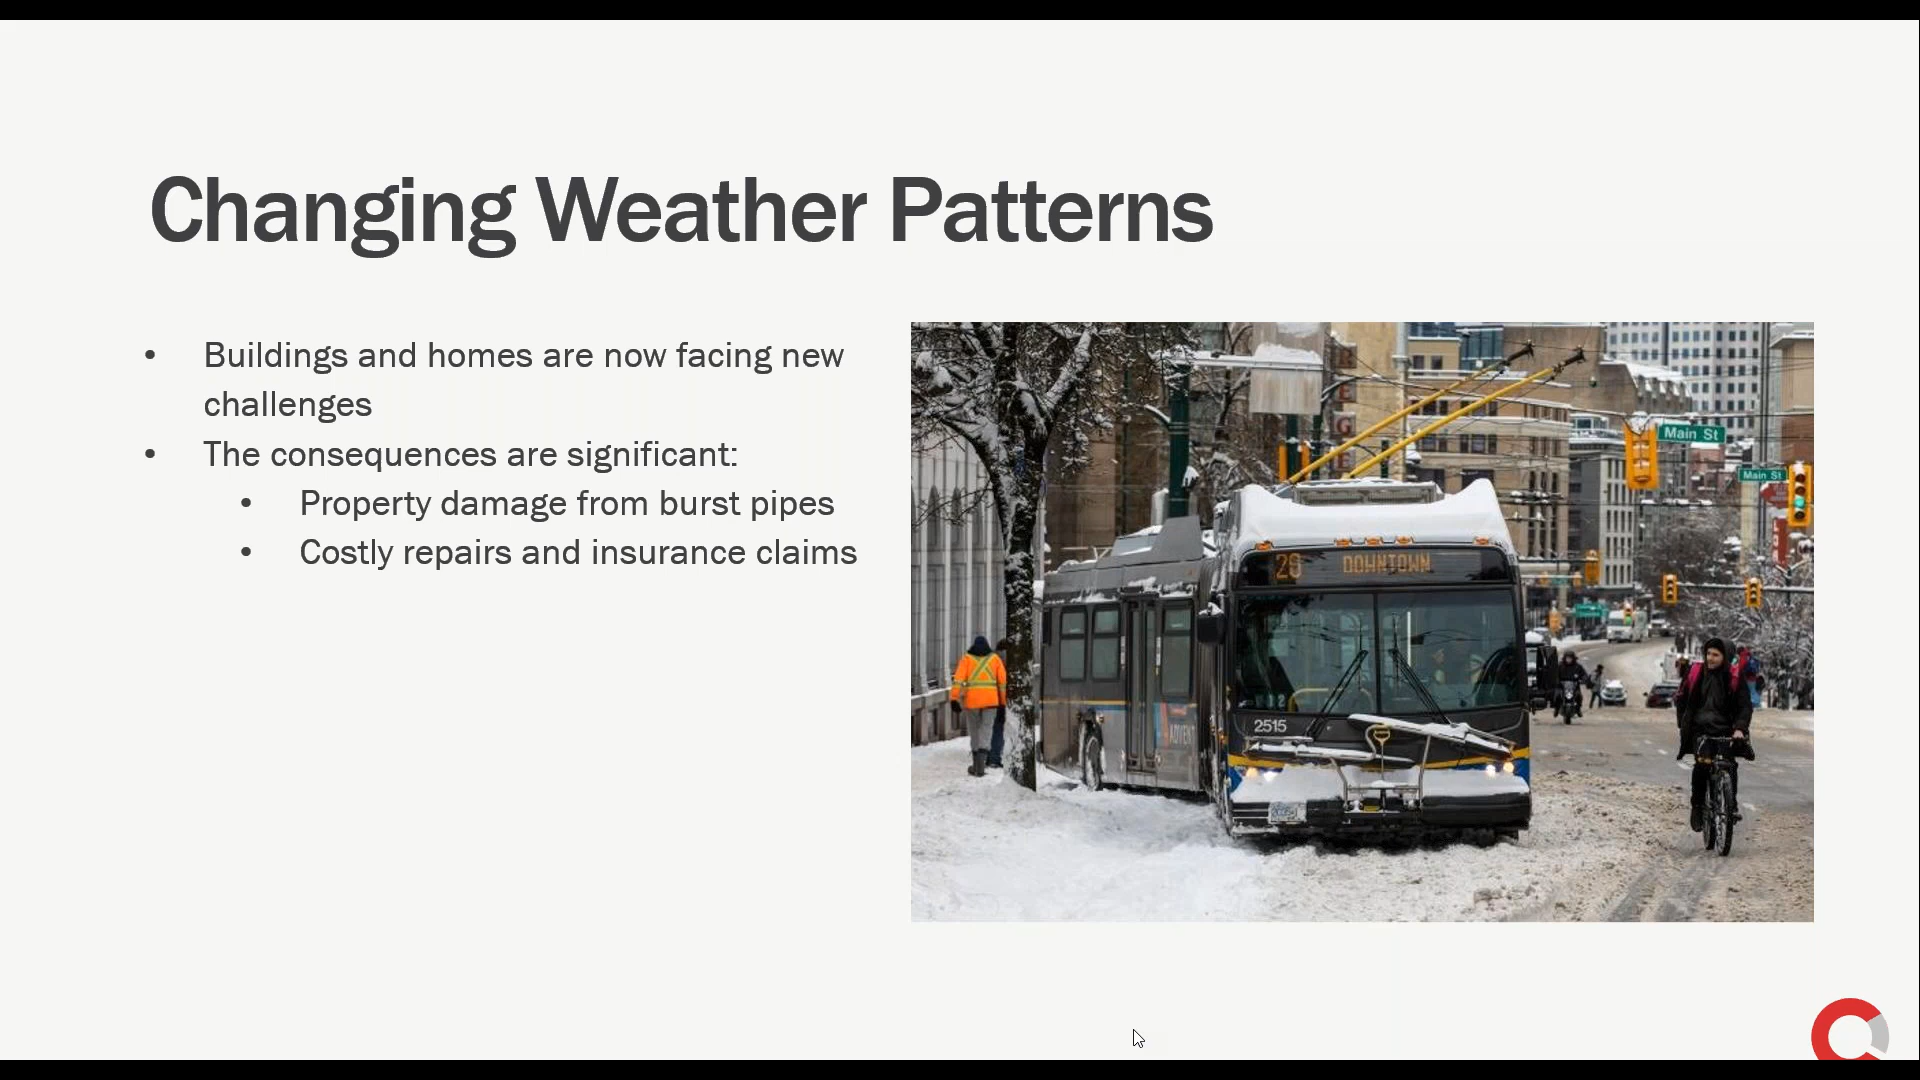 Changing Weather Patterns
• Buildings and homes are now facing new
challenges
• The consequences are significant:
• Property damage from burst pipes
• Costly repairs and insurance claims
Main St
Main St
DOWNTOWN
2515
ADVENT